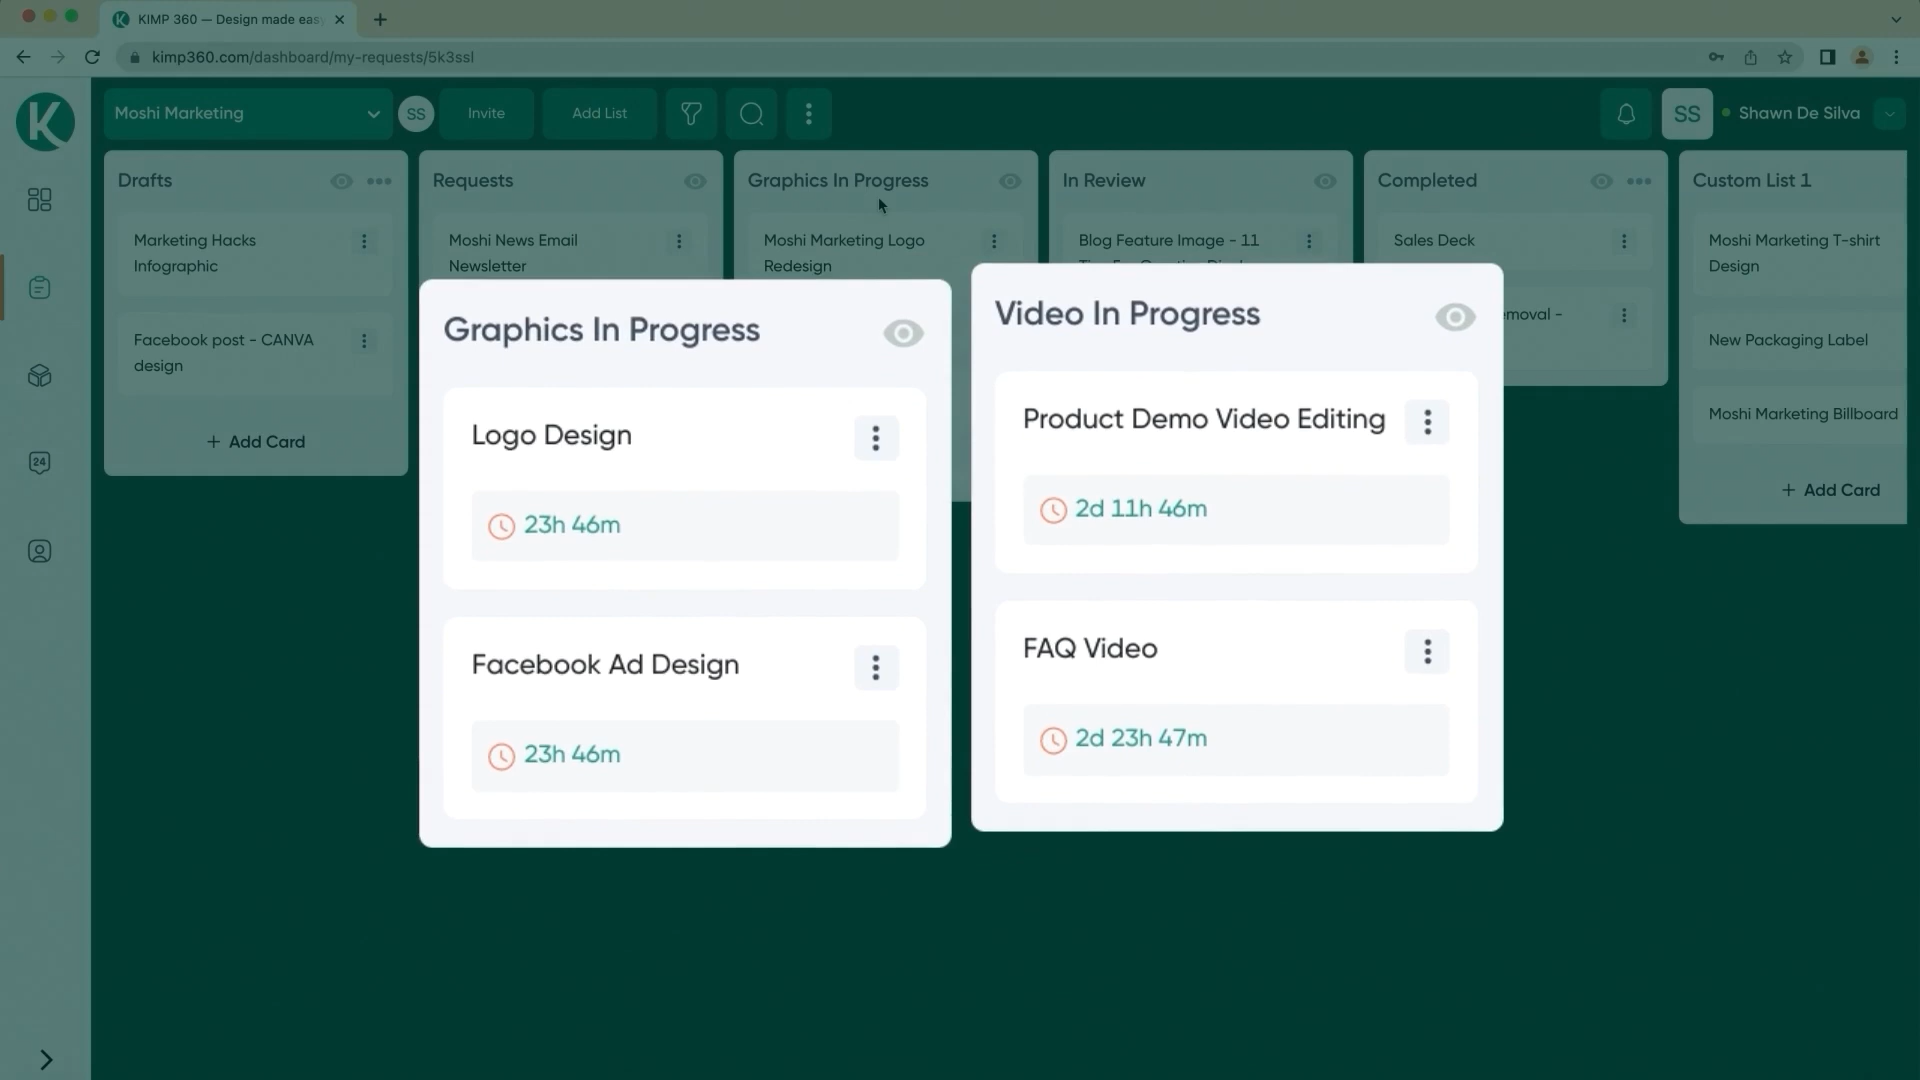 KIMP 360 — Design made eas
kimp360.com/dashboard/my-requests/5k3ssl
Moshi Marketing
SS
Invite
Add List
SS
Shawn De Silva
Drafts
Marketing Hacks
Infographic
Facebook post - CANVA
design
+ Add Card
Requests
Moshi News Email
Newsletter
Graphics In Progress
Moshi Marketing Logo
Redesign
In Review
Blog Feature Image - 11
Completed
Sales Deck
emoval -
Custom List 1
Moshi Marketing T-shirt
Design
New Packaging Label
Moshi Marketing Billboard
+ Add Card
Graphics In Progress
Logo Design
23h 46m
Facebook Ad Design
23h 46m
Video In Progress
Product Demo Video Editing
2d 11h 46m
FAQ Video
2d 23h 47m
K
24